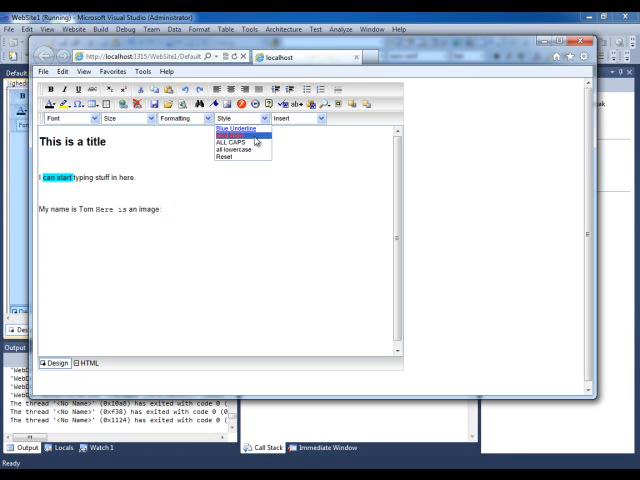 WebSite1 (Running) - Microsoft Visual Studio (Administrator)
File Edit View Website Build Debug Team Data Format Table Tools Architecture Test Analyze Window Help
http://localhost:1315/WebSite1/Default
localhost
File Edit View Favorites Tools Help
Font Size Formatting Style Insert
Blue Underline
ALL CAPS
all lowercase
Reset
This is a title
I can start typing stuff in here.
My name is Tom Here is an image:
Design HTML
Output
The thread '<No Name>' (0x10a8) has exited with code 0 (
The thread '<No Name>' (0xf38) has exited with code 0 (0
The thread '<No Name>' (0x1124) has exited with code 0 (
Output Locals Watch 1 Call Stack Immediate Window
Ready